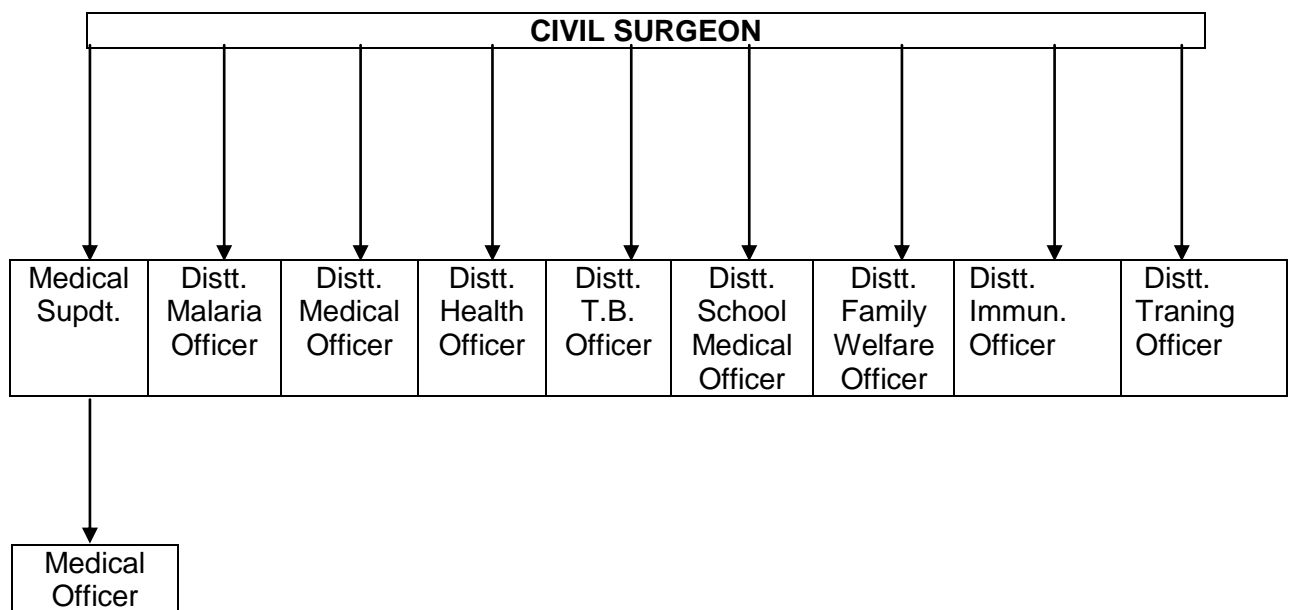 CIVIL SURGEON
Medical
Supdt.
Distt.
Malaria
Officer
Distt.
Medical
Officer
Distt.
Health
Officer
Distt.
T.B.
Officer
Distt.
School
Medical
Officer
Distt.
Family
Welfare
Officer
Distt.
Immun.
Officer
Distt.
Traning
Officer
Medical
Officer